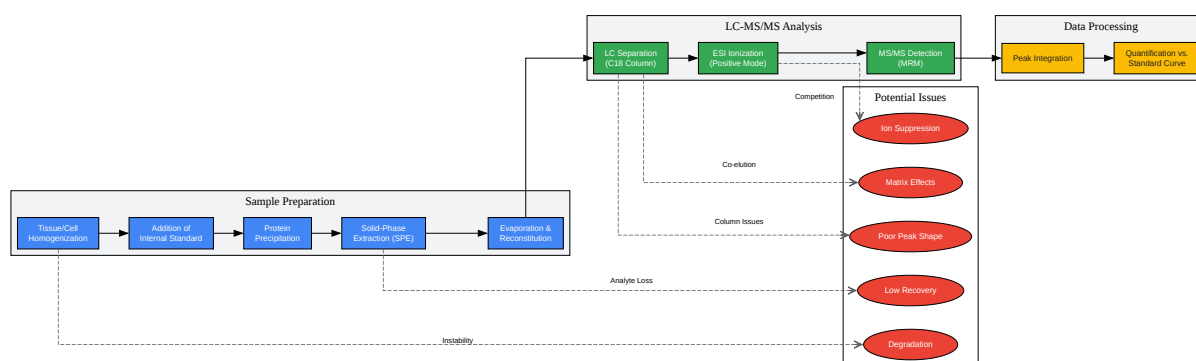 LC-MS/MS Analysis
LC Separation
(C18 Column)
ESI Ionization
(Positive Mode)
MS/MS Detection
(MRM)
Data Processing
Peak Integration
Quantification vs.
Standard Curve
Competition
Potential Issues
Ion Suppression
Co-elution
Matrix Effects
Sample Preparation
Tissue/Cell
Homogenization
Addition of
Internal Standard
Protein
Precipitation
Solid-Phase
Extraction (SPE)
Evaporation &
Reconstitution
Column Issues
Poor Peak Shape
Analyte Loss
Low Recovery
Instability
Degradation